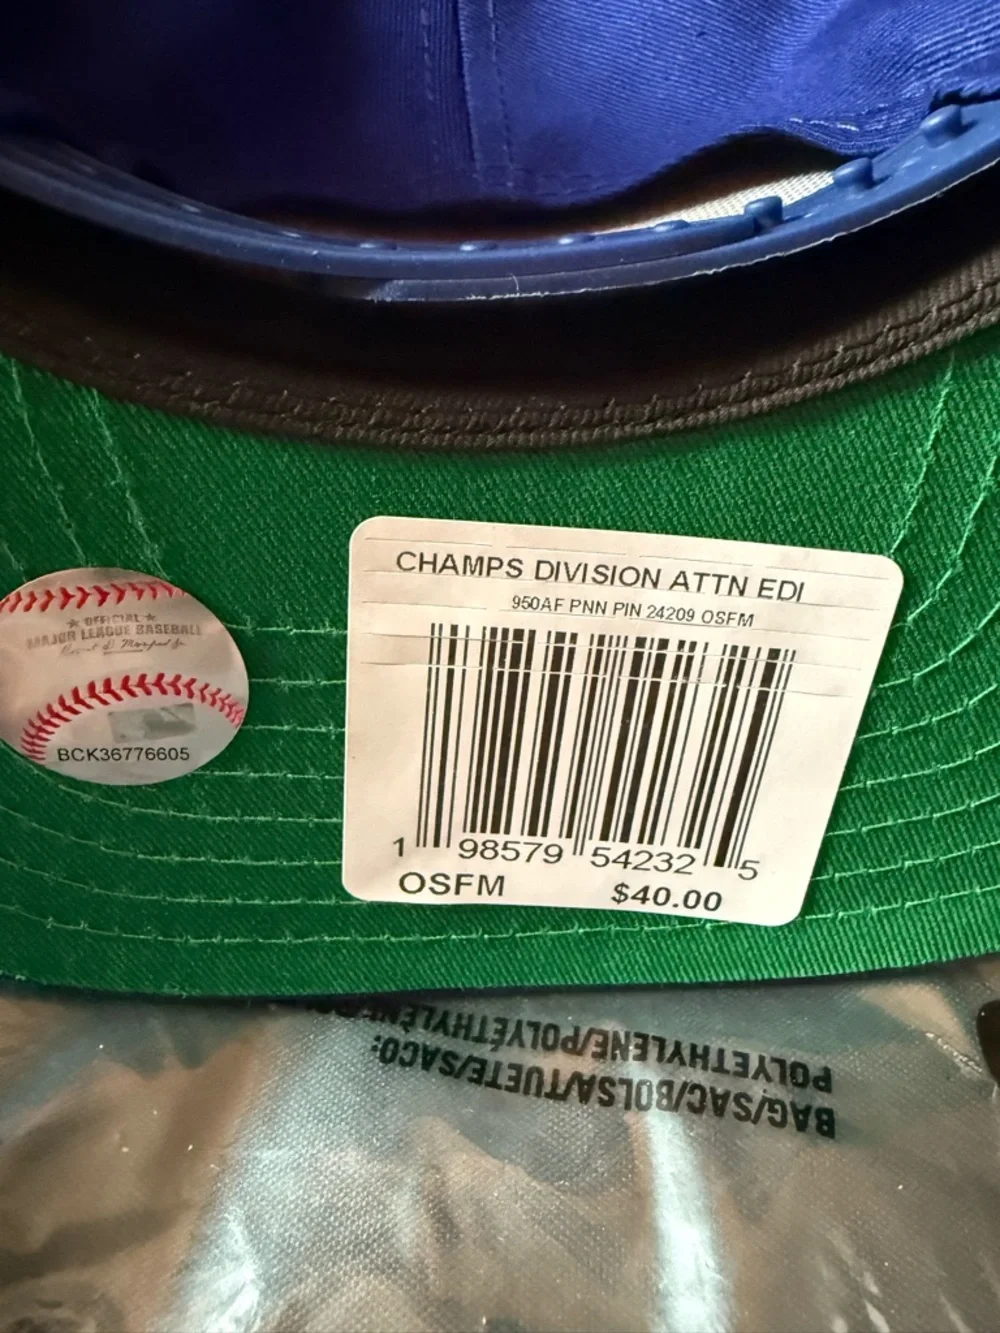 CHAMPS DIVISION ATTN EDI
950AF PNN PIN 24209 OSFM
1 98579 54232 5
OSFM $40.00
OFFICIAL
MAJOR LEAGUE BASEBALL
BCK36776605
BAG/SAC/BOLSA/TUETE/SACO:
POLYETHYLENE/POLYÉTHYLÈNE/